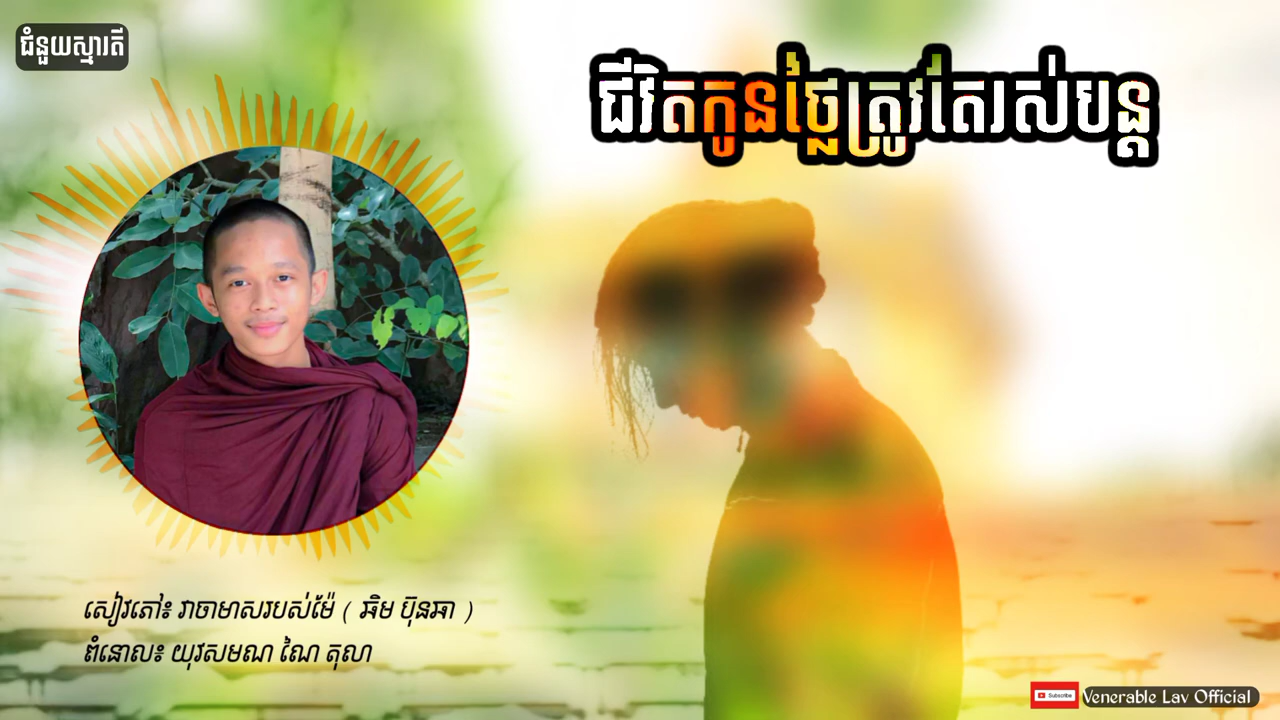 ជំនួយស្មារតី
ជីវិតកូនថ្លៃត្រូវតែរស់បន្ត
សៀវភៅ៖ វាចាមាសរបស់ម៉ែ ( ឆិម ប៊ុនឆា )
ពំនោល៖ យុវសមណ ណៃ តុលា
Subscribe
Venerable Lav Official